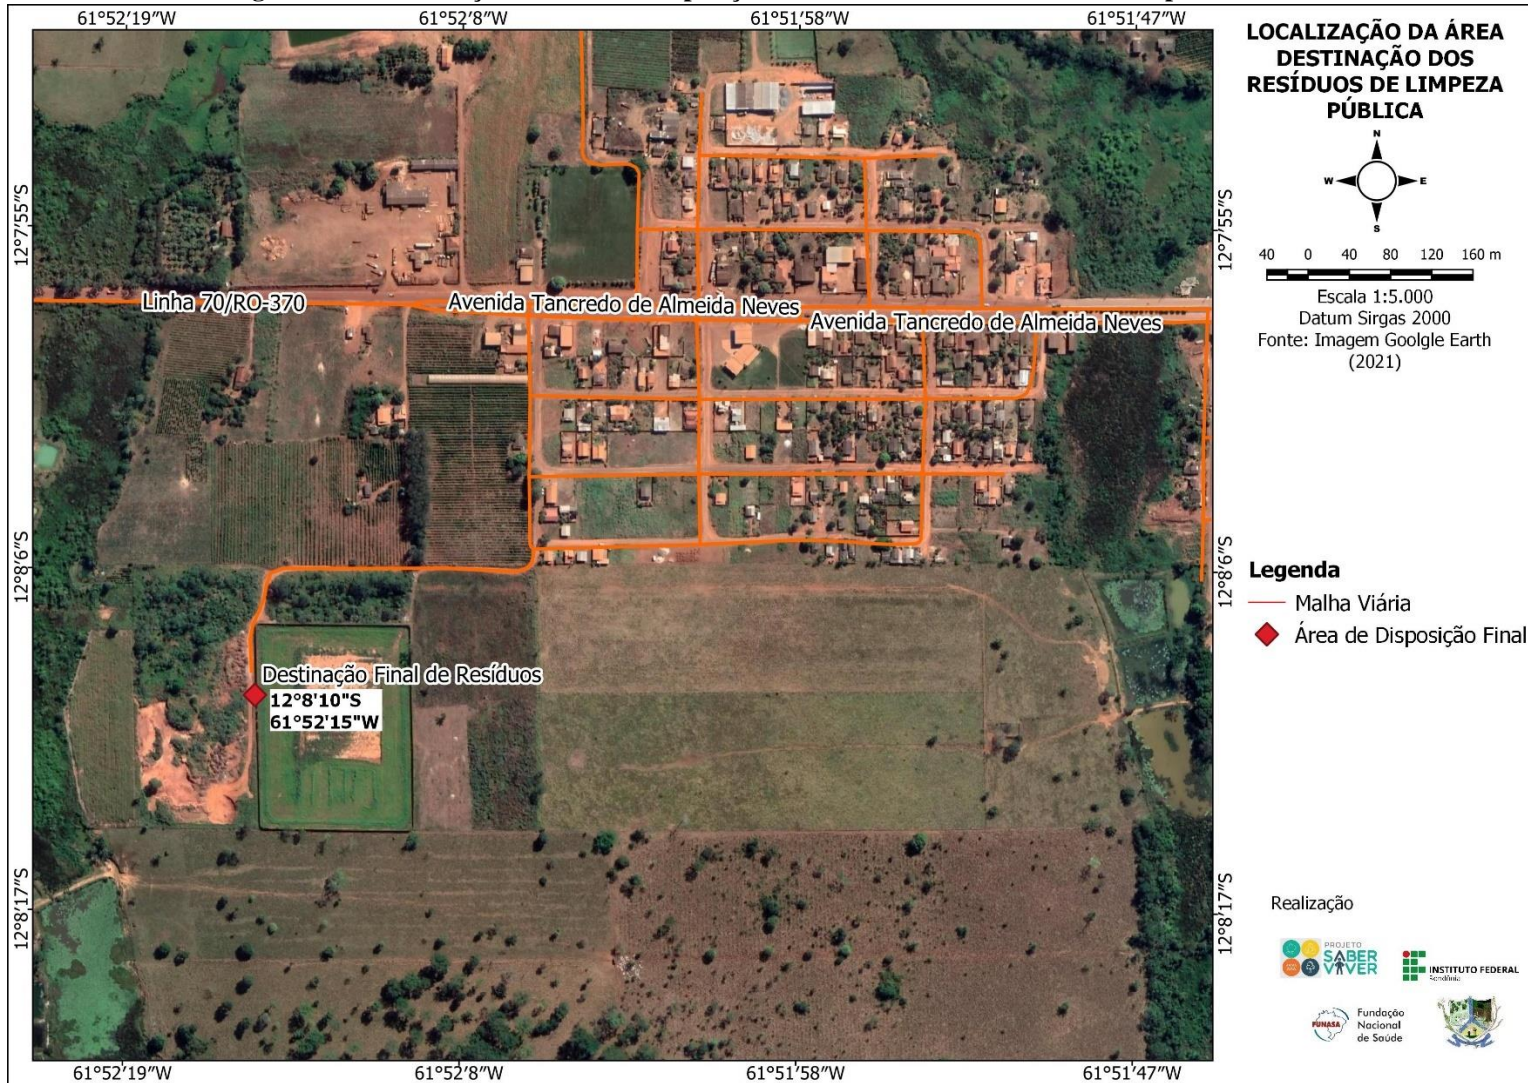 61°52'19"W 61°52'8"W 61°51'58"W 61°51'47"W
LOCALIZAÇÃO DA ÁREA
DESTINAÇÃO DOS
RESÍDUOS DE LIMPEZA
PÚBLICA
N
W E
S
40 0 40 80 120 160 m
Escala 1:5.000
Datum Sirgas 2000
Fonte: Imagem Goolgle Earth
(2021)
12°7'55"S
12°7'55"S
Linha 70/RO-370
Avenida Tancredo de Almeida Neves
Avenida Tancredo de Almeida Neves
12°8'6"S
12°8'6"S
Legenda
Malha Viária
Área de Disposição Final
Destinação Final de Resíduos
12°8'10"S
61°52'15"W
12°8'17"S
12°8'17"S
Realização
PROJETO
SABER
VIVER
INSTITUTO FEDERAL
Rondônia
FUNASA
Fundação
Nacional
de Saúde
61°52'19"W 61°52'8"W 61°51'58"W 61°51'47"W